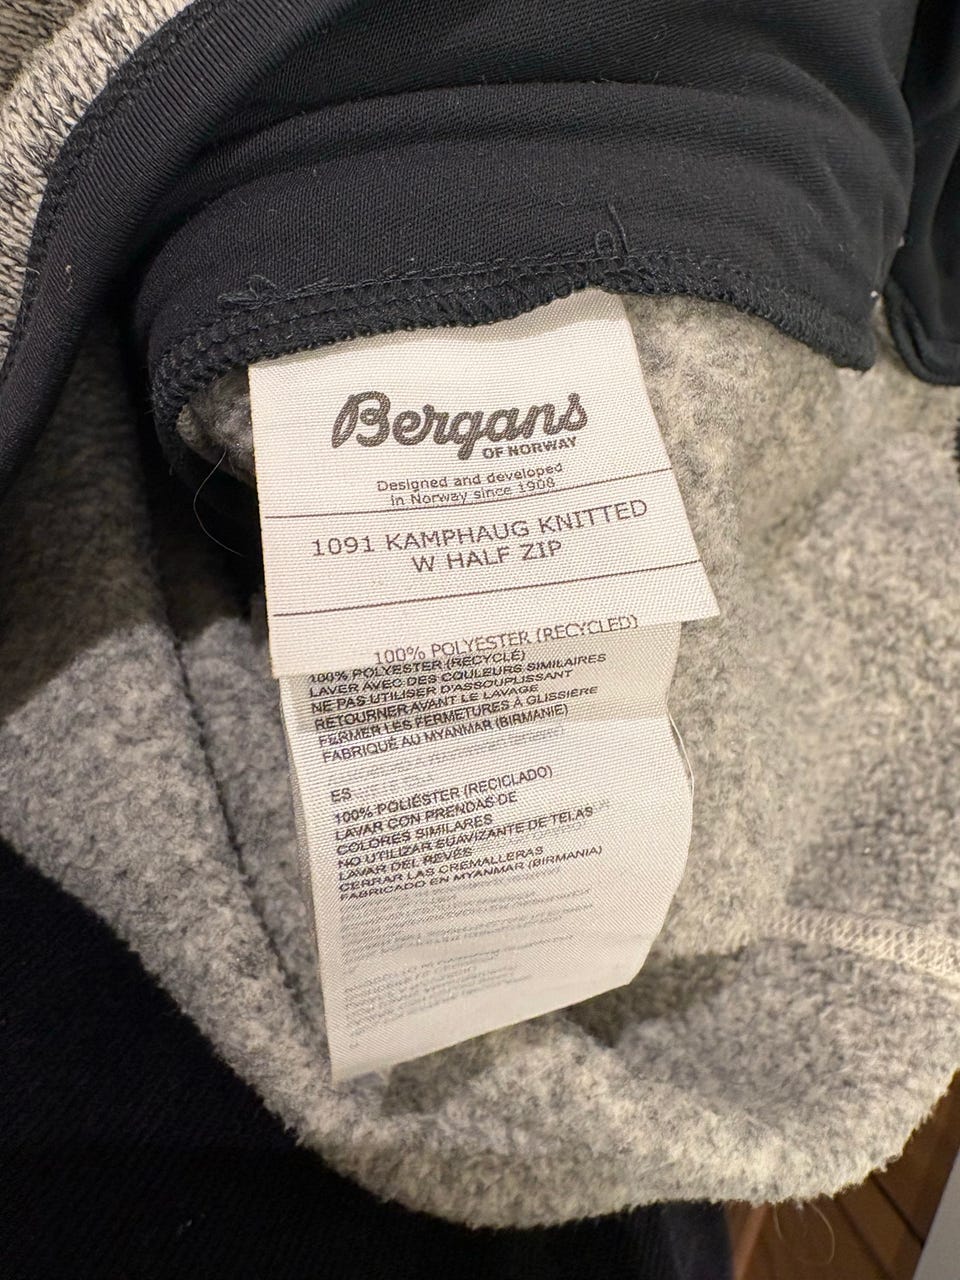 Bergans
OF NORWAY
Designed and developed
in Norway since 1908
1091 KAMPHAUG KNITTED
W HALF ZIP
100% POLYESTER (RECYCLED)
100% POLYESTER (RECYCLÉ)
LAVER AVEC DES COULEURS SIMILAIRES
NE PAS UTILISER D'ASSOUPLISSANT
RETOURNER AVANT LE LAVAGE
FERMER LES FERMETURES À GLISSIÈRE
FABRIQUÉ AU MYANMAR (BIRMANIE)
ES
100% POLIÉSTER (RECICLADO)
LAVAR CON PRENDAS DE
COLORES SIMILARES
NO UTILIZAR SUAVIZANTE DE TELAS
LAVAR DEL REVÉS
CERRAR LAS CREMALLERAS
FABRICADO EN MYANMAR (BIRMANIA)